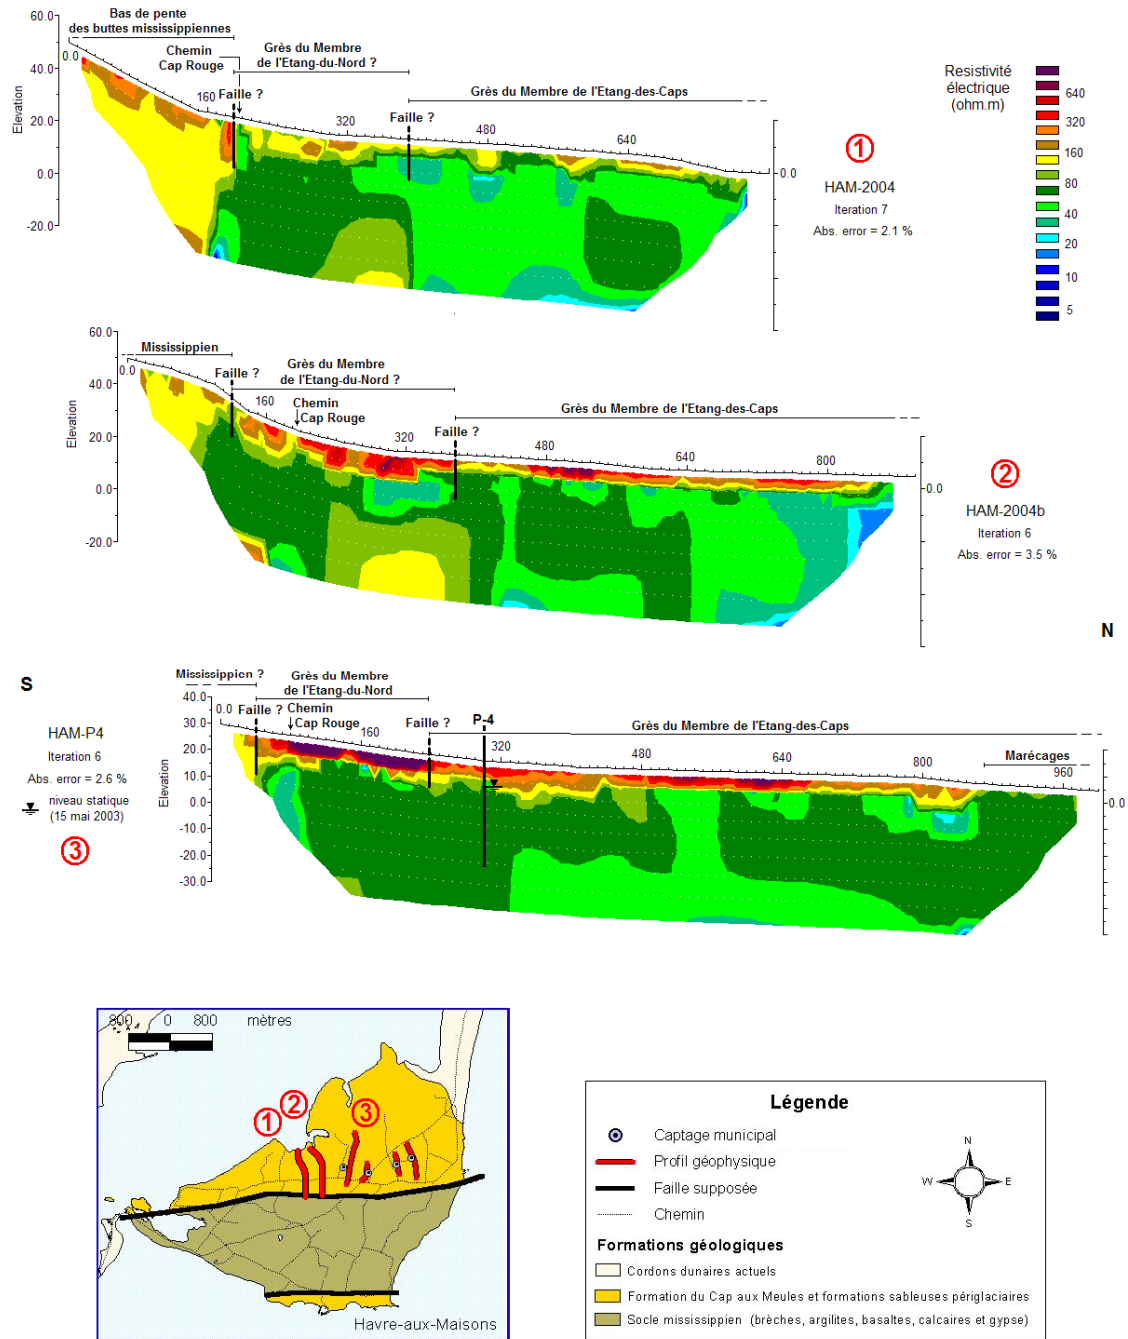 60.0
Bas de pente
des buttes mississippiennes
0.0
Chemin
Cap Rouge
Grès du Membre
de l'Etang-du-Nord ?
40.0
Elevation
160
Faille ?
Grès du Membre de l'Etang-des-Caps
20.0
320
Faille ?
480
640
0.0
0.0
-20.0
1
HAM-2004
Iteration 7
Abs. error = 2.1 %
Resistivité
électrique
(ohm.m)
640
320
160
80
40
20
10
5
60.0
Mississippien
0.0
Faille ?
Grès du Membre
de l'Etang-du-Nord ?
40.0
Elevation
160
Chemin
Cap Rouge
Grès du Membre de l'Etang-des-Caps
20.0
320
Faille ?
480
640
800
0.0
0.0
-20.0
2
HAM-2004b
Iteration 6
Abs. error = 3.5 %
N
S
HAM-P4
Iteration 6
Abs. error = 2.6 %
niveau statique
(15 mai 2003)
3
Mississippien ?
Grès du Membre
de l'Etang-du-Nord
40.0
0.0
Faille ?
Chemin
Cap Rouge
30.0
160
Faille ?
P-4
Grès du Membre de l'Etang-des-Caps
20.0
320
480
640
800
Marécages
960
Elevation
10.0
0.0
0.0
-10.0
-20.0
-30.0
800 0 800 mètres
1
2
3
Havre-aux-Maisons
Légende
Captage municipal
Profil géophysique
Faille supposée
Chemin
N
W
E
S
Formations géologiques
Cordons dunaires actuels
Formation du Cap aux Meules et formations sableuses périglaciaires
Socle mississippien (brèches, argilites, basaltes, calcaires et gypse)